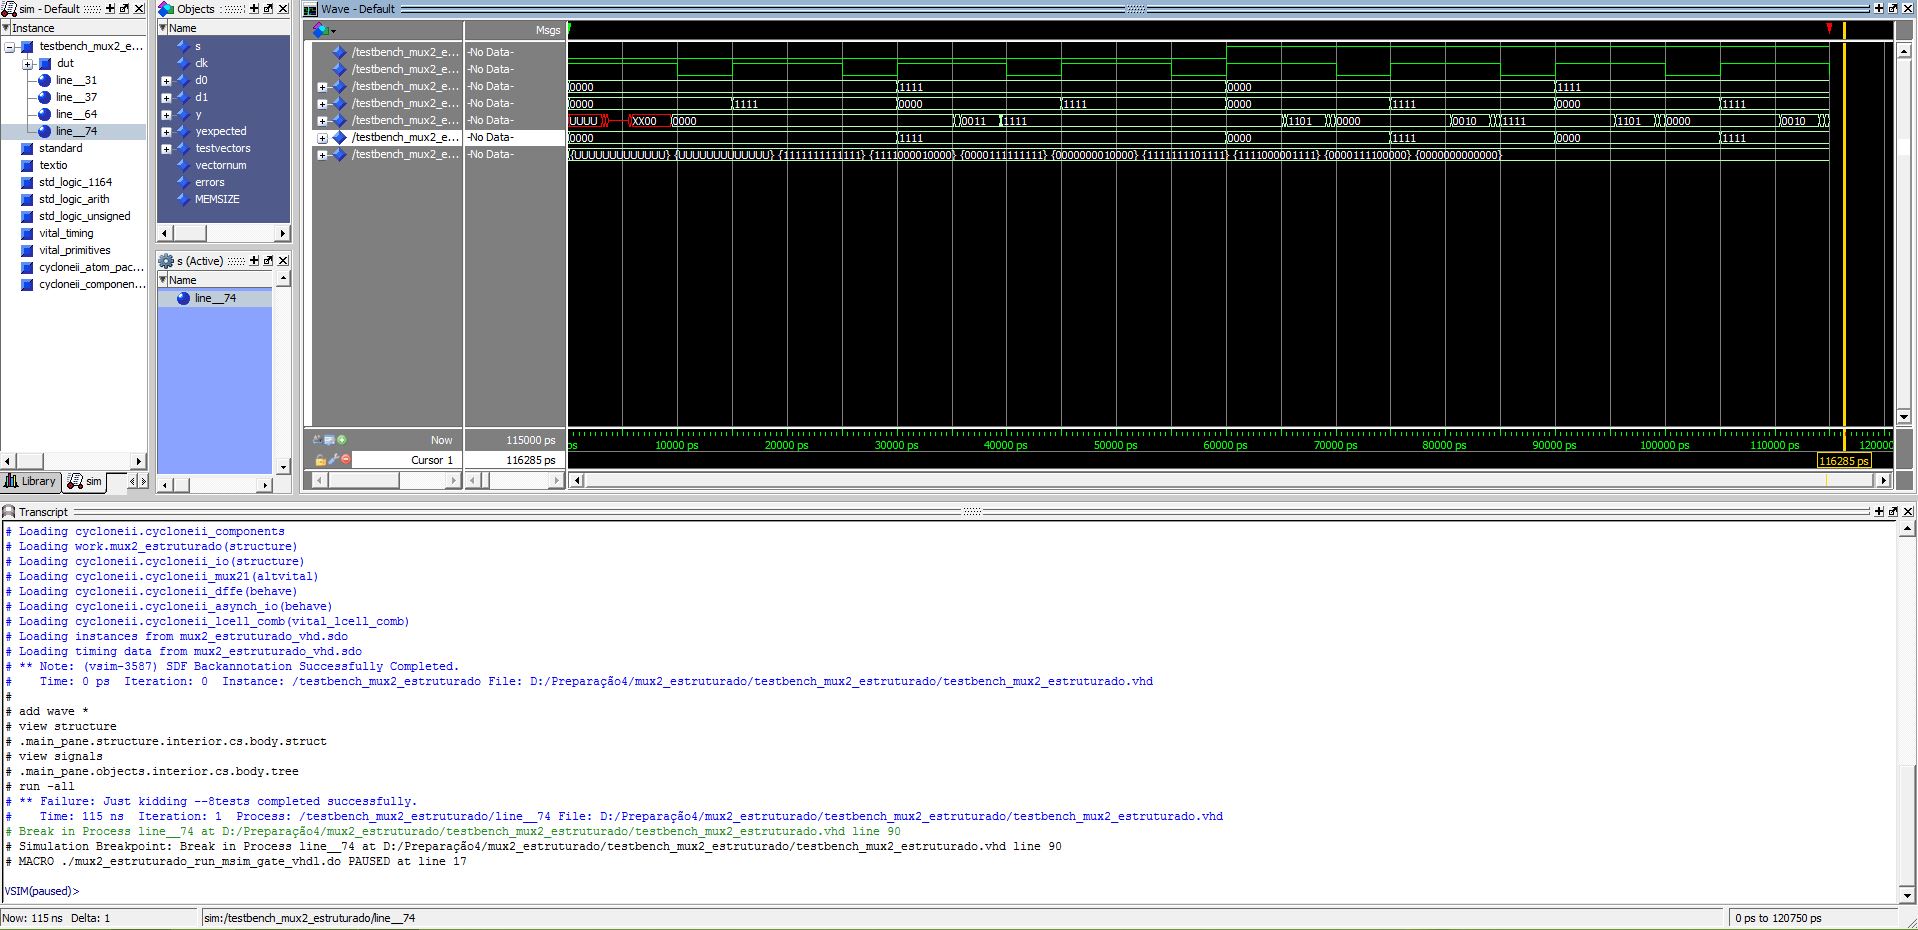 sim - Default
Instance
testbench_mux2_e...
dut
line__31
line__37
line__64
line__74
standard
textio
std_logic_1164
std_logic_arith
std_logic_unsigned
vital_timing
vital_primitives
cycloneii_atom_pac...
cycloneii_componen...
Library
sim
Objects
Name
s
clk
d0
d1
y
yexpected
testvectors
vectornum
errors
MEMSIZE
s (Active)
Name
line__74
Wave - Default
Msgs
/testbench_mux2_e... -No Data-
/testbench_mux2_e... -No Data-
/testbench_mux2_e... -No Data- 0000 1111 0000 1111
/testbench_mux2_e... -No Data- 0000 1111 0000 1111 0000 1111 0000 1111
/testbench_mux2_e... -No Data- UUUU XX00 0000 0011 1111 1101 0000 0010 1111 1101 0000 0010
/testbench_mux2_e... -No Data- 0000 1111 0000 1111 0000 1111
/testbench_mux2_e... -No Data- {UUUUUUUUUUUUU} {UUUUUUUUUUUUU} {1111111111111} {1111000010000} {0000111111111} {0000000010000} {1111111101111} {1111000001111} {0000111100000} {0000000000000}
Now 115000 ps
ps 10000 ps 20000 ps 30000 ps 40000 ps 50000 ps 60000 ps 70000 ps 80000 ps 90000 ps 100000 ps 110000 ps 120000
Cursor 1 116285 ps
116285 ps
Transcript
# Loading cycloneii.cycloneii_components
# Loading work.mux2_estruturado(structure)
# Loading cycloneii.cycloneii_io(structure)
# Loading cycloneii.cycloneii_mux21(altvital)
# Loading cycloneii.cycloneii_dffe(behave)
# Loading cycloneii.cycloneii_asynch_io(behave)
# Loading cycloneii.cycloneii_lcell_comb(vital_lcell_comb)
# Loading instances from mux2_estruturado_vhd.sdo
# Loading timing data from mux2_estruturado_vhd.sdo
# ** Note: (vsim-3587) SDF Backannotation Successfully Completed.
#    Time: 0 ps  Iteration: 0  Instance: /testbench_mux2_estruturado File: D:/Preparação4/mux2_estruturado/testbench_mux2_estruturado/testbench_mux2_estruturado.vhd
#
# add wave *
# view structure
# .main_pane.structure.interior.cs.body.struct
# view signals
# .main_pane.objects.interior.cs.body.tree
# run -all
# ** Failure: Just kidding --8tests completed successfully.
#    Time: 115 ns  Iteration: 1  Process: /testbench_mux2_estruturado/line__74 File: D:/Preparação4/mux2_estruturado/testbench_mux2_estruturado/testbench_mux2_estruturado.vhd
# Break in Process line__74 at D:/Preparação4/mux2_estruturado/testbench_mux2_estruturado/testbench_mux2_estruturado.vhd line 90
# Simulation Breakpoint: Break in Process line__74 at D:/Preparação4/mux2_estruturado/testbench_mux2_estruturado/testbench_mux2_estruturado.vhd line 90
# MACRO ./mux2_estruturado_run_msim_gate_vhdl.do PAUSED at line 17
VSIM(paused)>
Now: 115 ns  Delta: 1
sim:/testbench_mux2_estruturado/line__74
0 ps to 120750 ps